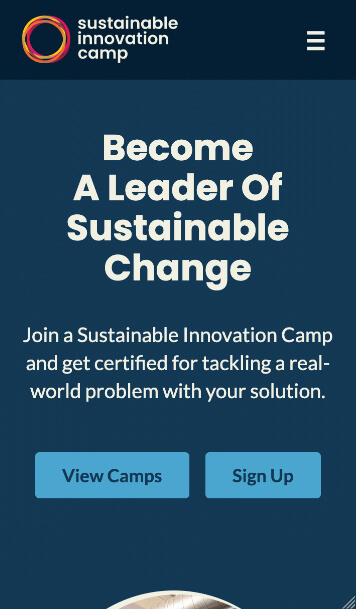 sustainable
innovation
camp
Become
A Leader Of
Sustainable
Change
Join a Sustainable Innovation Camp
and get certified for tackling a real-
world problem with your solution.
View Camps
Sign Up